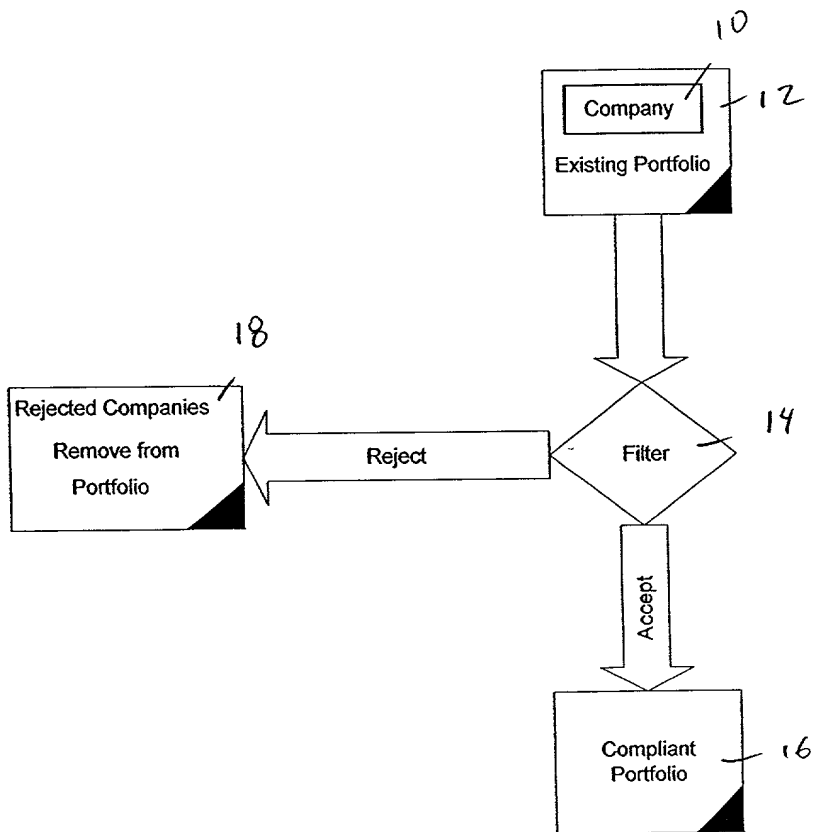 10
Company
12
Existing Portfolio
18
Rejected Companies
Remove from
Portfolio
Reject
Filter
14
Accept
Compliant
Portfolio
16